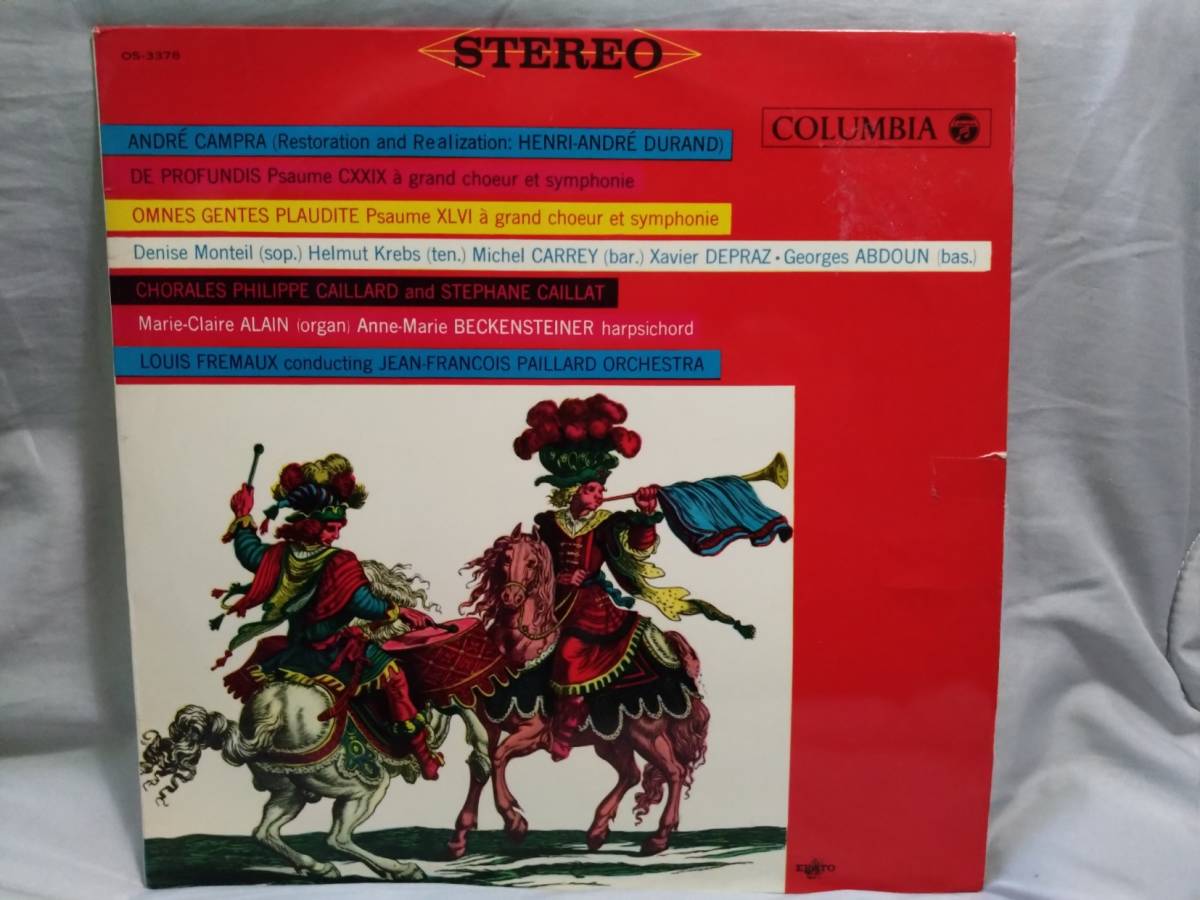 OS-3378
STEREO
COLUMBIA
ANDRÉ CAMPRA (Restoration and Realization: HENRI-ANDRÉ DURAND)
DE PROFUNDIS Psaume CXXIX à grand choeur et symphonie
OMNES GENTES PLAUDITE Psaume XLVI à grand choeur et symphonie
Denise Monteil (sop.) Helmut Krebs (ten.) Michel CARREY (bar.) Xavier DEPRAZ・Georges ABDOUN (bas.)
CHORALES PHILIPPE CAILLARD and STEPHANE CAILLAT
Marie-Claire ALAIN (organ) Anne-Marie BECKENSTEINER harpsichord
LOUIS FREMAUX conducting JEAN-FRANCOIS PAILLARD ORCHESTRA
ERATO